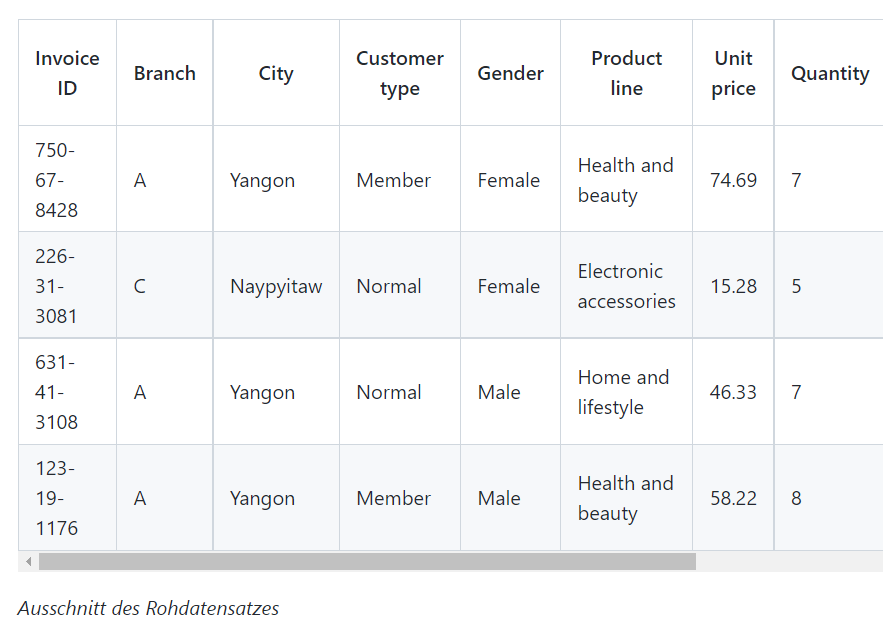 Invoice ID Branch City Customer type Gender Product line Unit price Quantity
750-67-8428 A Yangon Member Female Health and beauty 74.69 7
226-31-3081 C Naypyitaw Normal Female Electronic accessories 15.28 5
631-41-3108 A Yangon Normal Male Home and lifestyle 46.33 7
123-19-1176 A Yangon Member Male Health and beauty 58.22 8
Ausschnitt des Rohdatensatzes